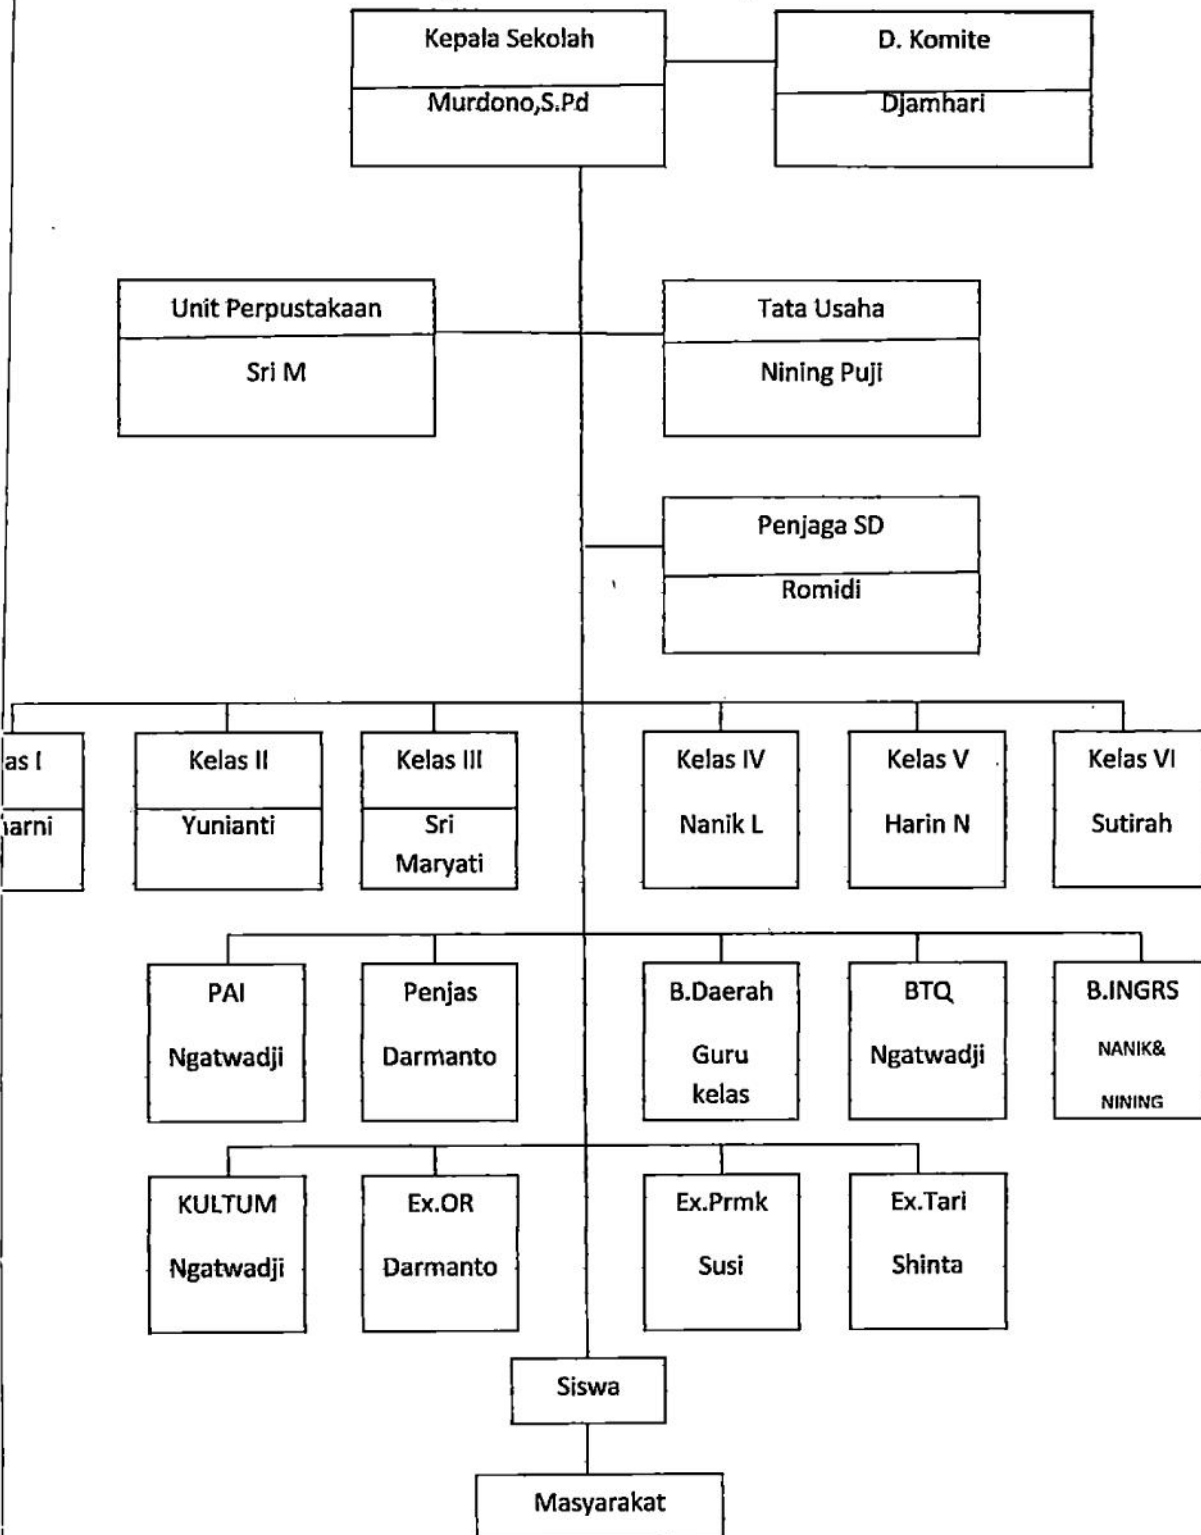 Kepala Sekolah
Murdono,S.Pd
D. Komite
Djamhari
Unit Perpustakaan
Sri M
Tata Usaha
Nining Puji
Penjaga SD
Romidi
as I
arni
Kelas II
Yunianti
Kelas III
Sri
Maryati
Kelas IV
Nanik L
Kelas V
Harin N
Kelas VI
Sutirah
PAI
Ngatwadji
Penjas
Darmanto
B.Daerah
Guru
kelas
BTQ
Ngatwadji
B.INGRS
NANIK&
NINING
KULTUM
Ngatwadji
Ex.OR
Darmanto
Ex.Prmk
Susi
Ex.Tari
Shinta
Siswa
Masyarakat